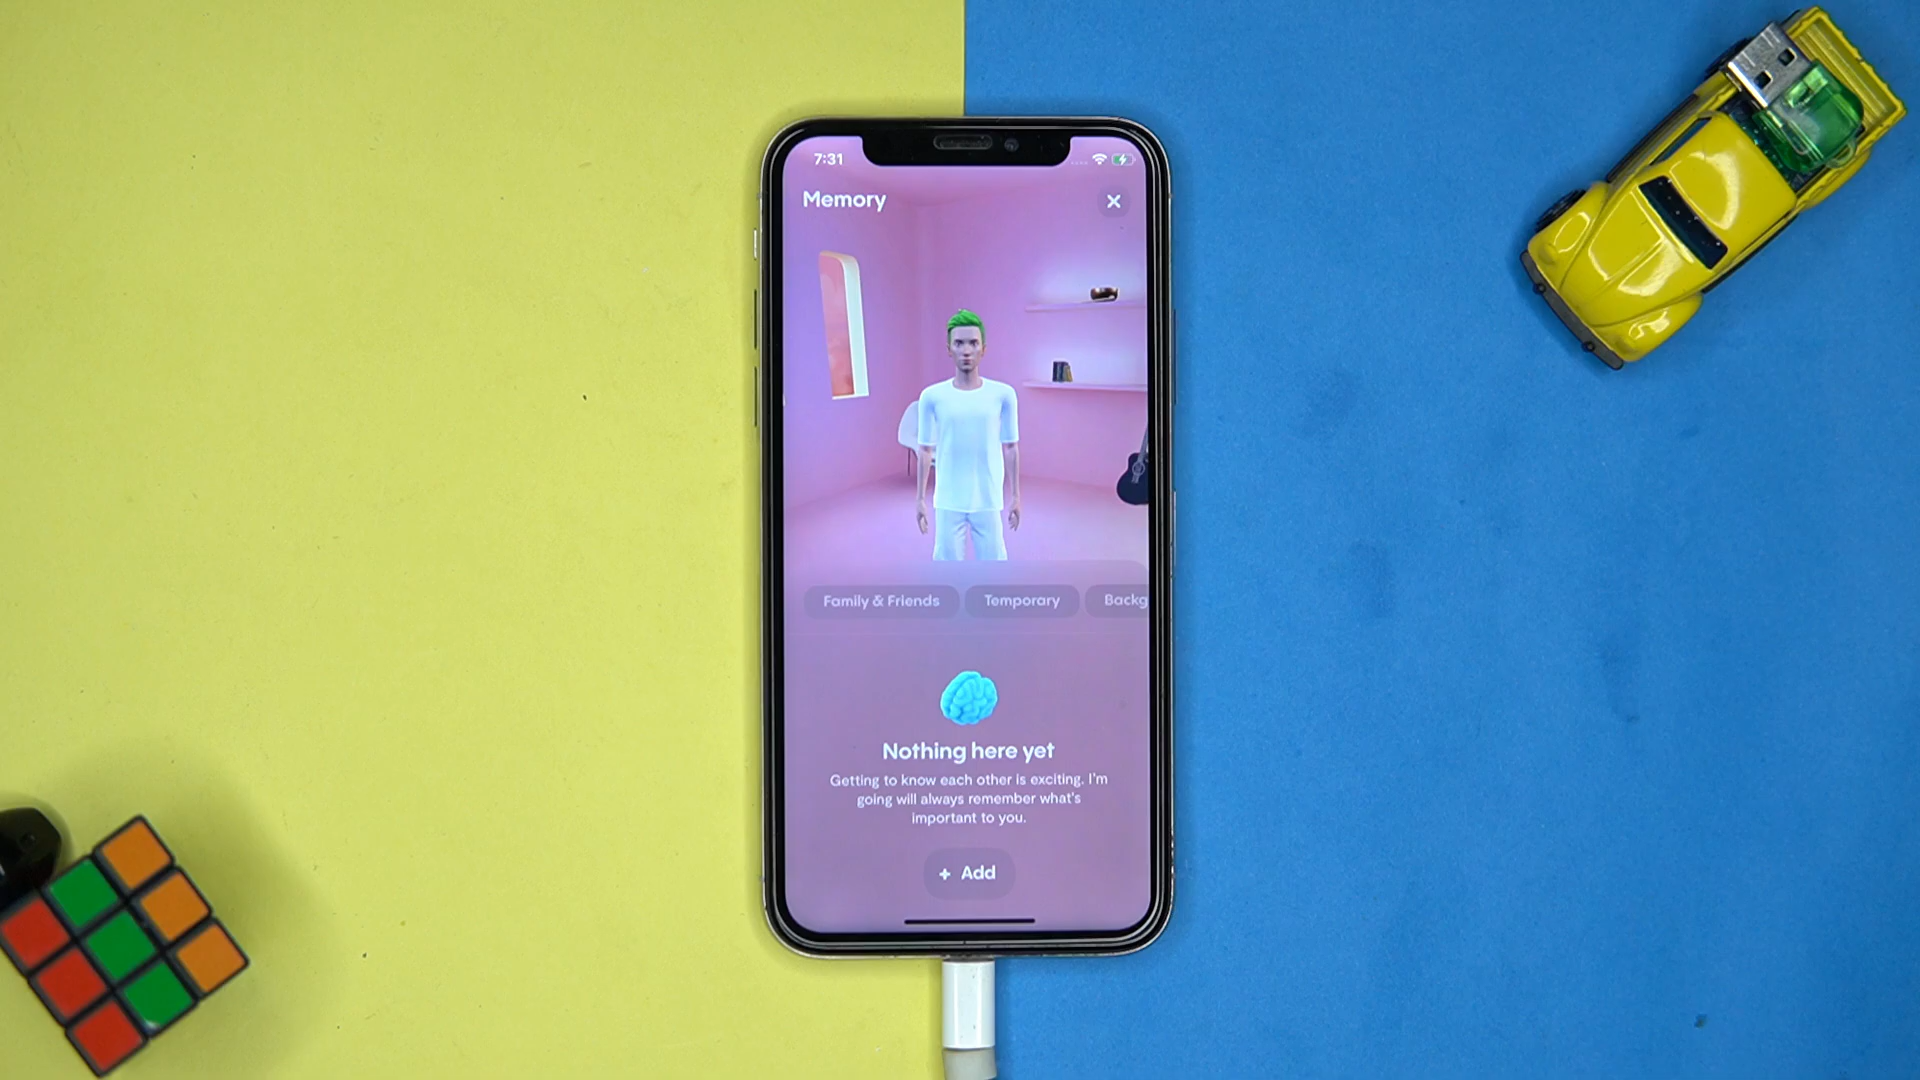 7:31
Memory
Family & Friends
Temporary
Backg
Nothing here yet
Getting to know each other is exciting. I'm
going will always remember what's
important to you.
+ Add